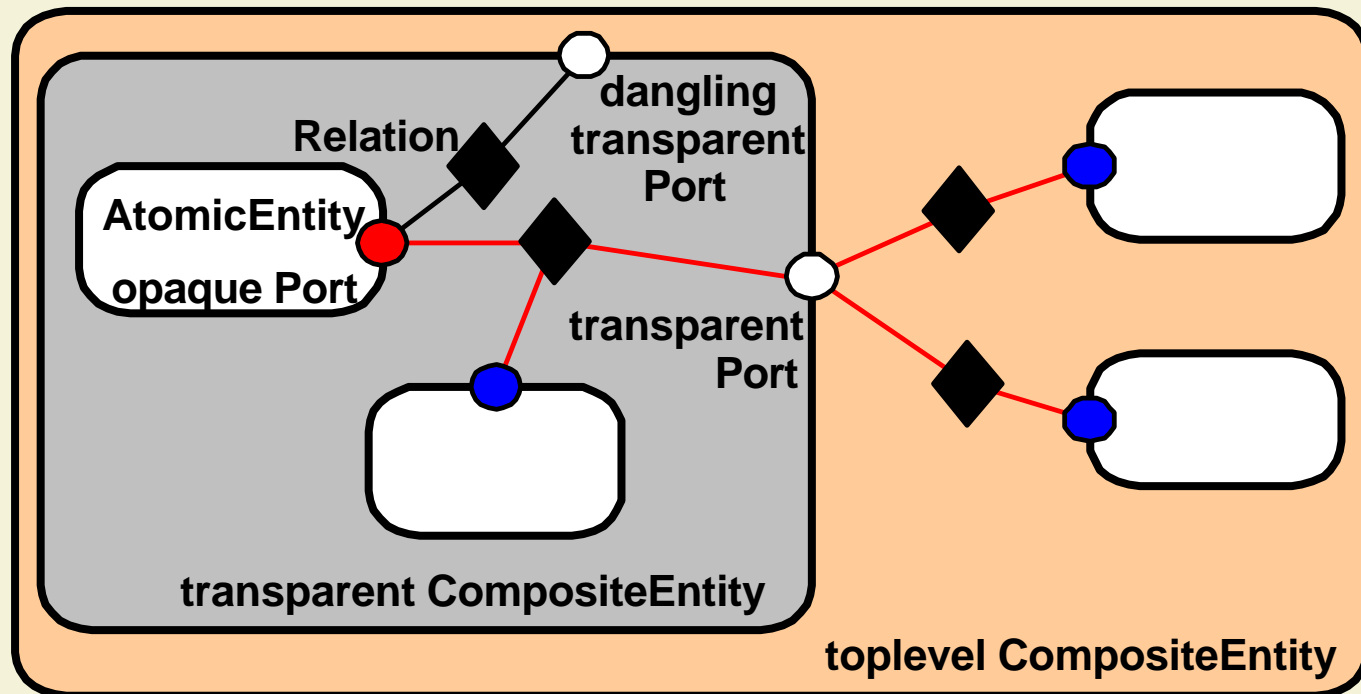 dangling
transparent
Port
Relation
AtomicEntity
opaque Port
transparent
Port
transparent CompositeEntity
toplevel CompositeEntity